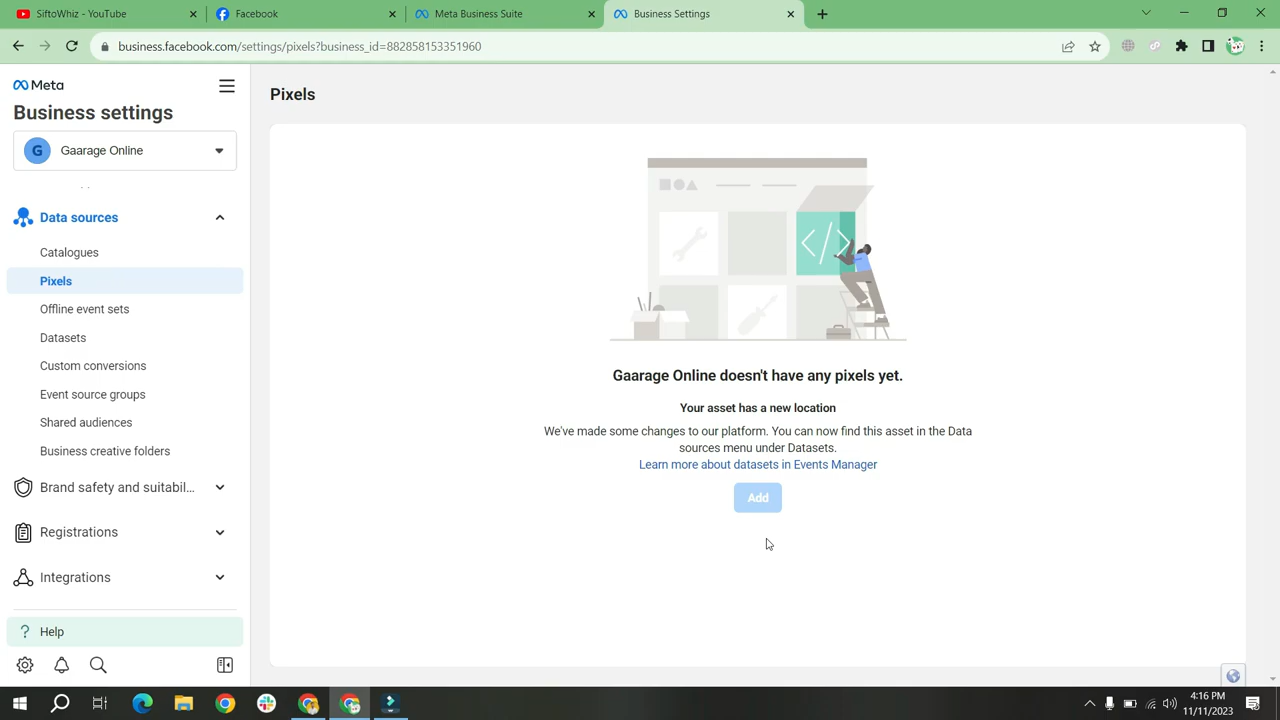 SiftoWhiz - YouTube
Facebook
Meta Business Suite
Business Settings
business.facebook.com/settings/pixels?business_id=882858153351960
Meta
Business settings
G
Gaarage Online
Data sources
Catalogues
Pixels
Offline event sets
Datasets
Custom conversions
Event source groups
Shared audiences
Business creative folders
Brand safety and suitabil...
Registrations
Integrations
? Help
Pixels
Gaarage Online doesn't have any pixels yet.
Your asset has a new location
We've made some changes to our platform. You can now find this asset in the Data
sources menu under Datasets.
Learn more about datasets in Events Manager
Add
4:16 PM
11/11/2023